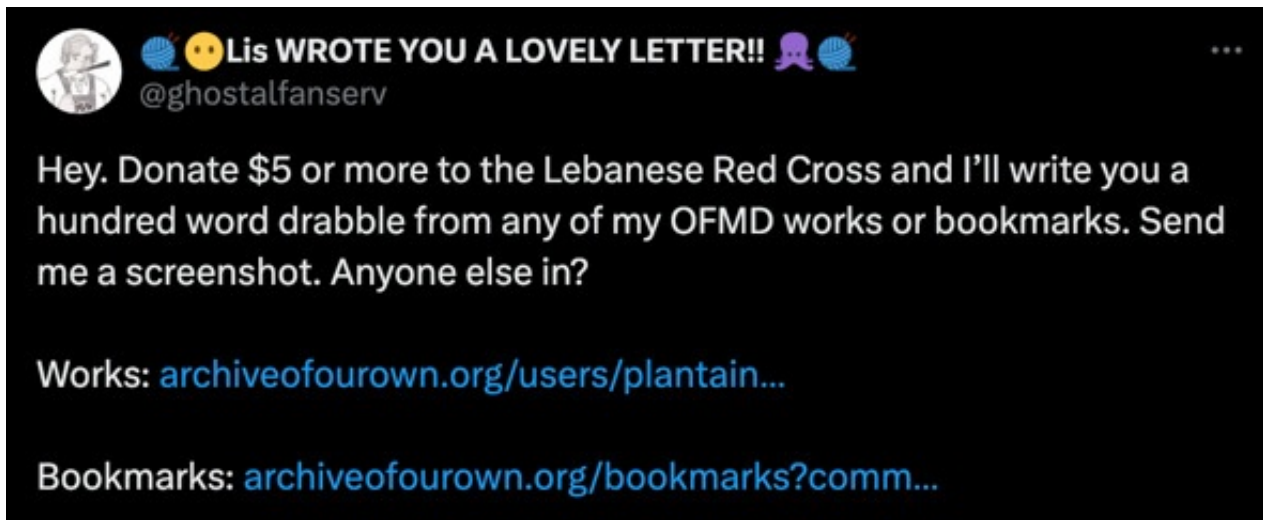 🧶😶Lis WROTE YOU A LOVELY LETTER!! 🐙🧶
@ghostalfanserv
Hey. Donate $5 or more to the Lebanese Red Cross and I’ll write you a
hundred word drabble from any of my OFMD works or bookmarks. Send
me a screenshot. Anyone else in?
Works: archiveofourown.org/users/plantain...
Bookmarks: archiveofourown.org/bookmarks?comm...